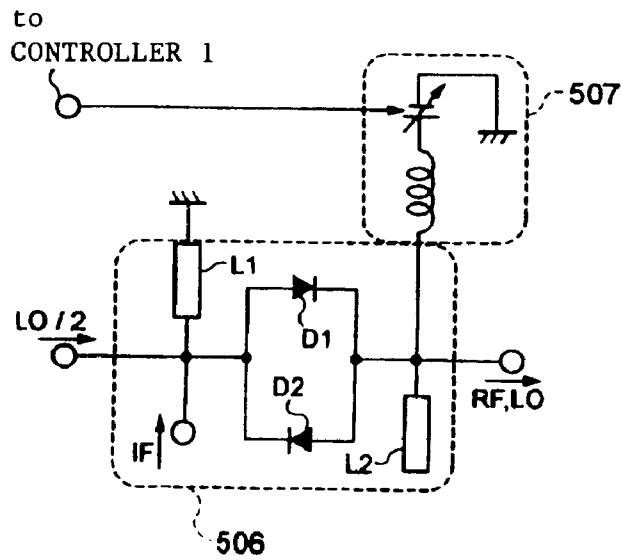 to
CONTROLLER 1
507
L1
LO / 2
D1
D2
RF,LO
IF
L2
506